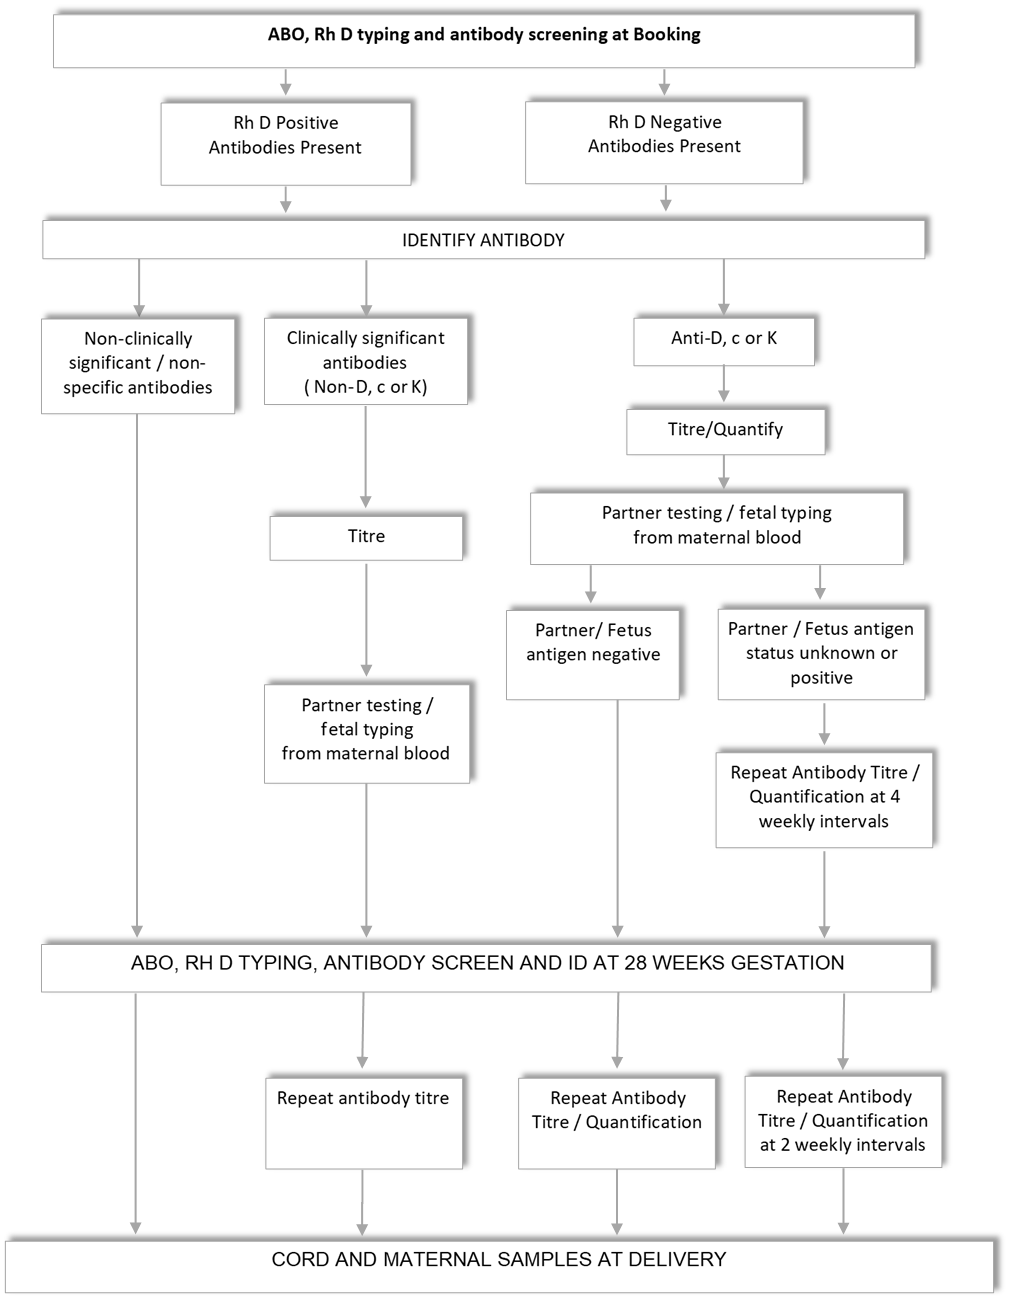 ABO, Rh D typing and antibody screening at Booking
Rh D Positive
Antibodies Present
Rh D Negative
Antibodies Present
IDENTIFY ANTIBODY
Non-clinically
significant / non-
specific antibodies
Clinically significant
antibodies
( Non-D, c or K)
Anti-D, c or K
Titre/Quantify
Partner testing / fetal typing
from maternal blood
Titre
Partner/ Fetus
antigen negative
Partner / Fetus antigen
status unknown or
positive
Partner testing /
fetal typing
from maternal blood
Repeat Antibody Titre /
Quantification at 4
weekly intervals
ABO, RH D TYPING, ANTIBODY SCREEN AND ID AT 28 WEEKS GESTATION
Repeat antibody titre
Repeat Antibody
Titre / Quantification
Repeat Antibody
Titre / Quantification
at 2 weekly intervals
CORD AND MATERNAL SAMPLES AT DELIVERY